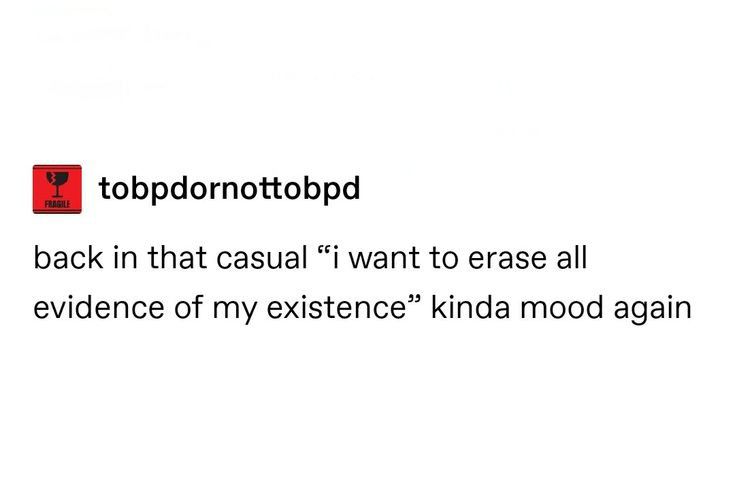 FRAGILE
tobpdornottobpd
back in that casual “i want to erase all
evidence of my existence” kinda mood again